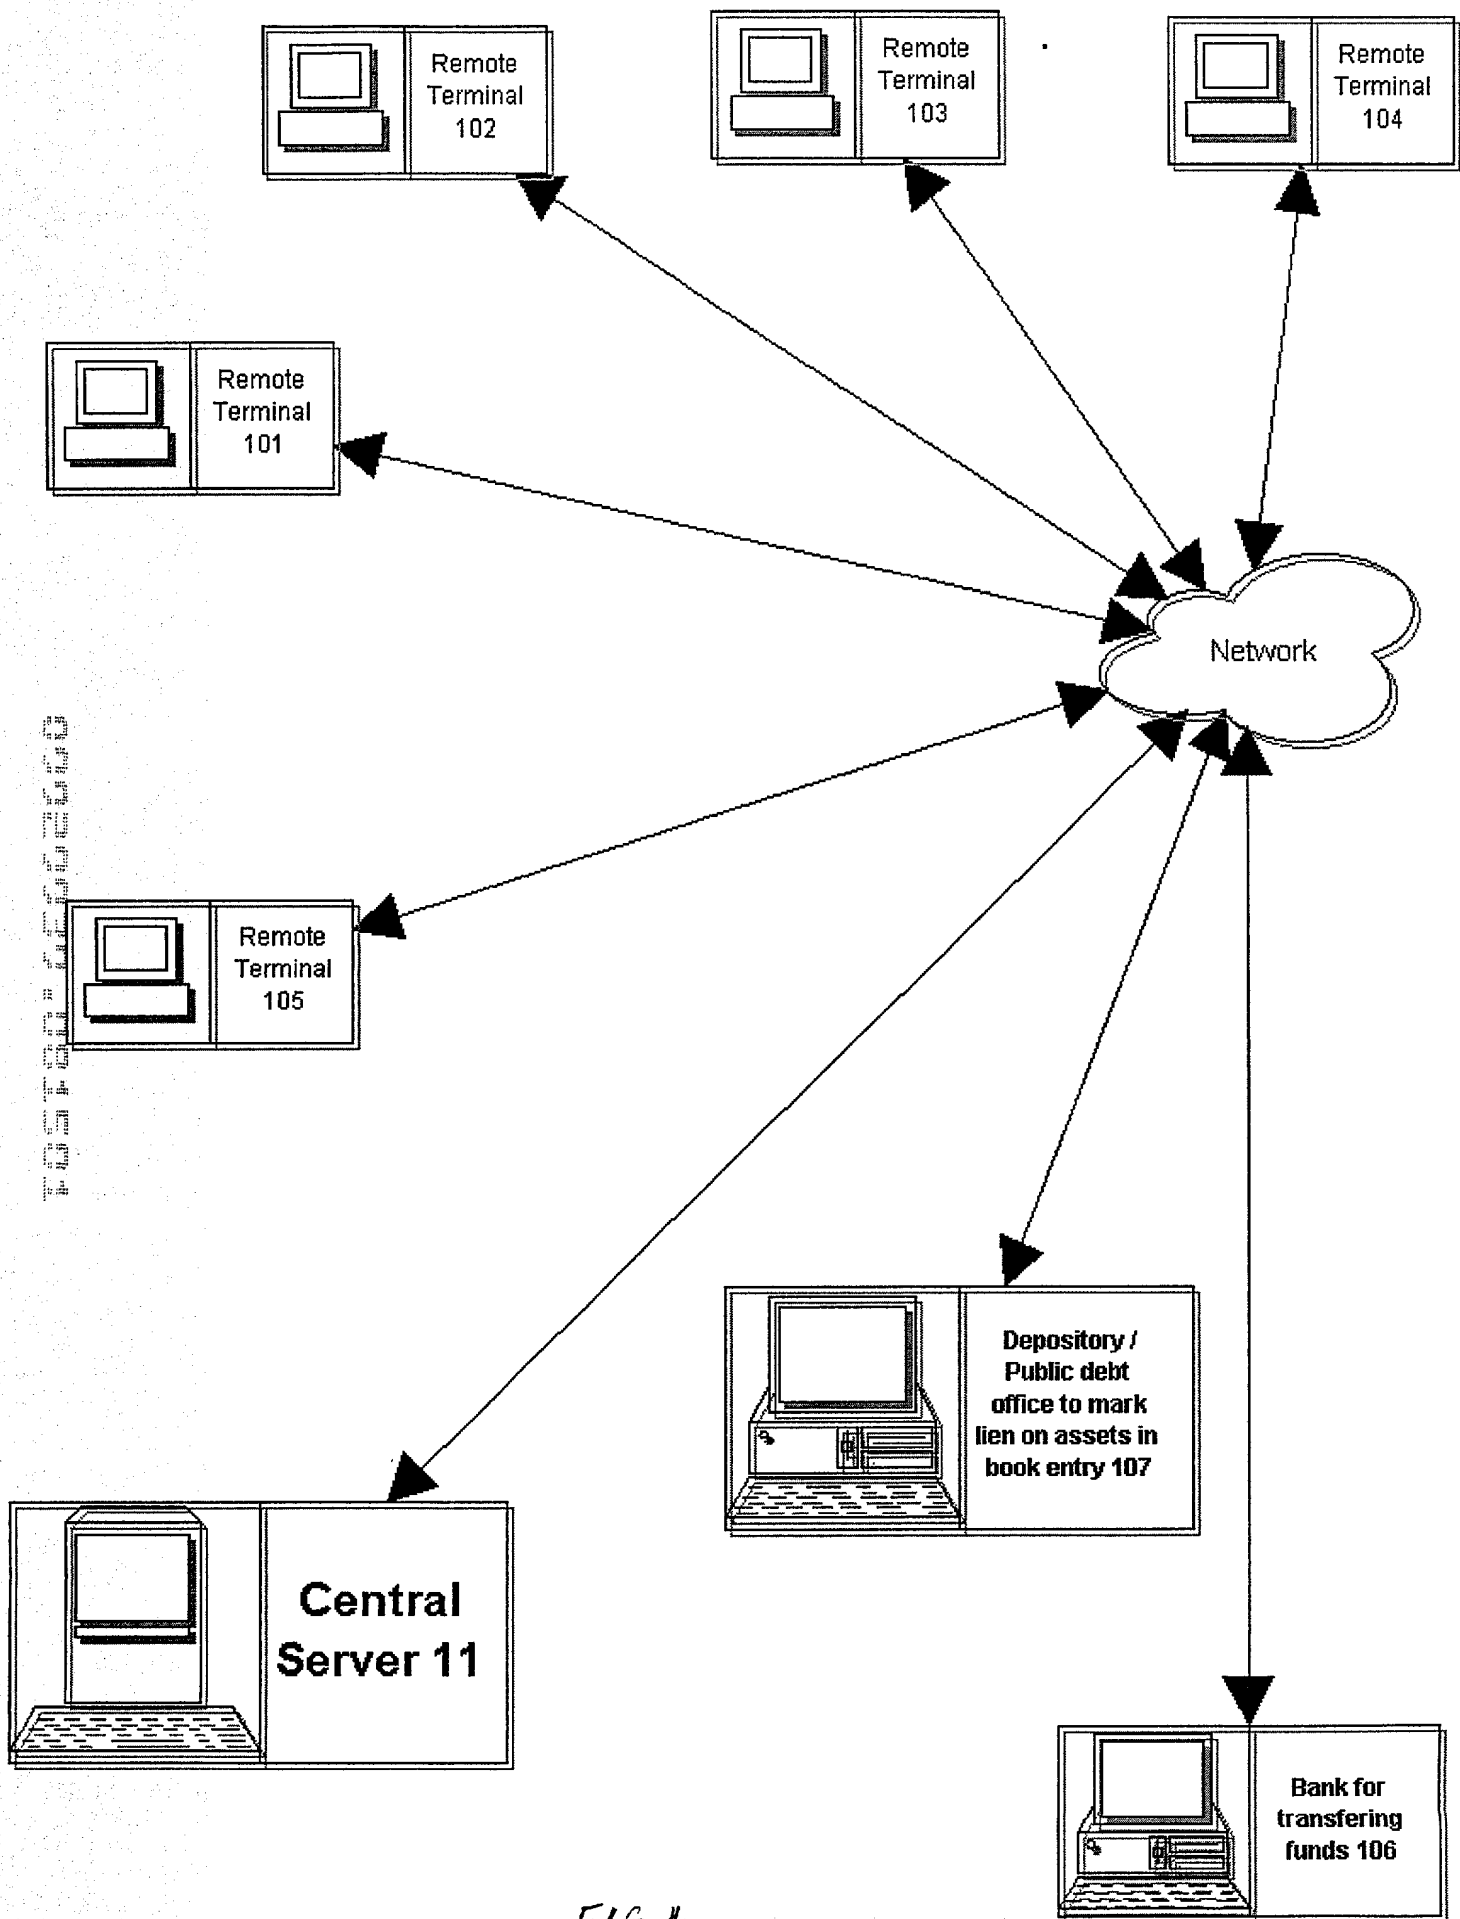 Remote
Terminal
102
Remote
Terminal
103
Remote
Terminal
104
Remote
Terminal
101
Network
Remote
Terminal
105
Depository /
Public debt
office to mark
lien on assets in
book entry 107
Central
Server 11
Bank for
transfering
funds 106